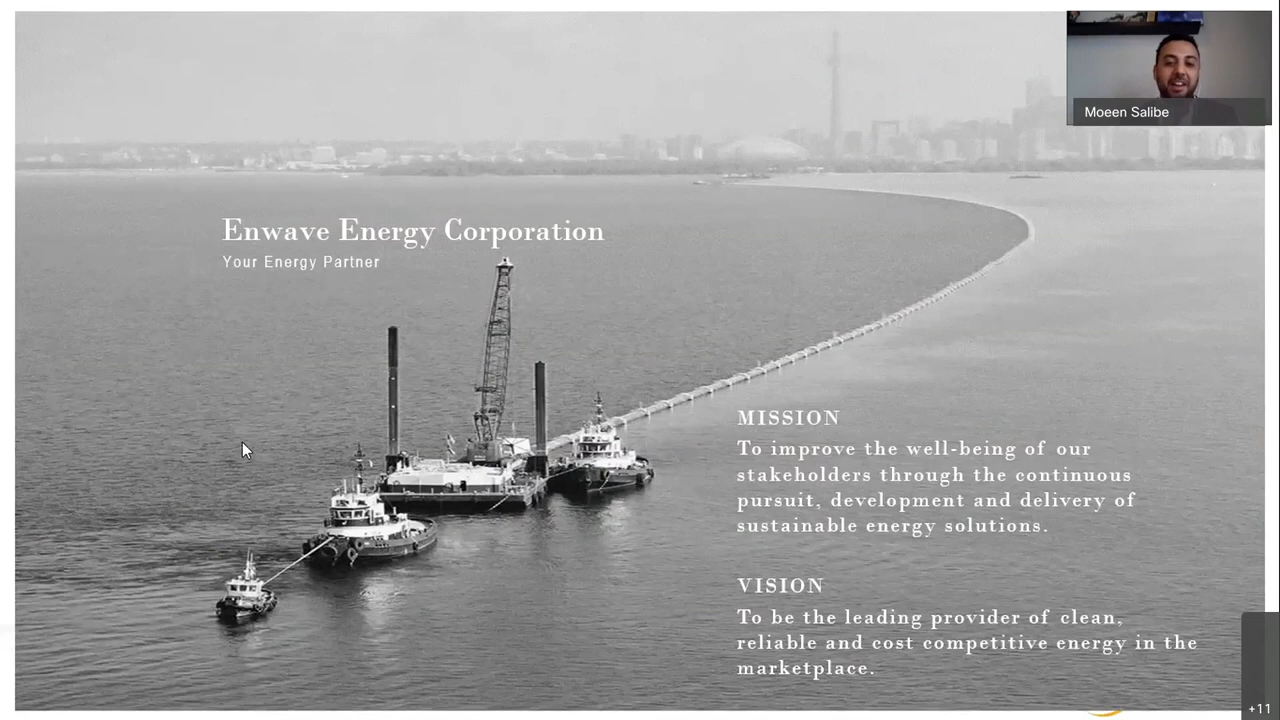 Moeen Salibe
Enwave Energy Corporation
Your Energy Partner
MISSION
To improve the well-being of our
stakeholders through the continuous
pursuit, development and delivery of
sustainable energy solutions.
VISION
To be the leading provider of clean,
reliable and cost competitive energy in the
marketplace.
+11